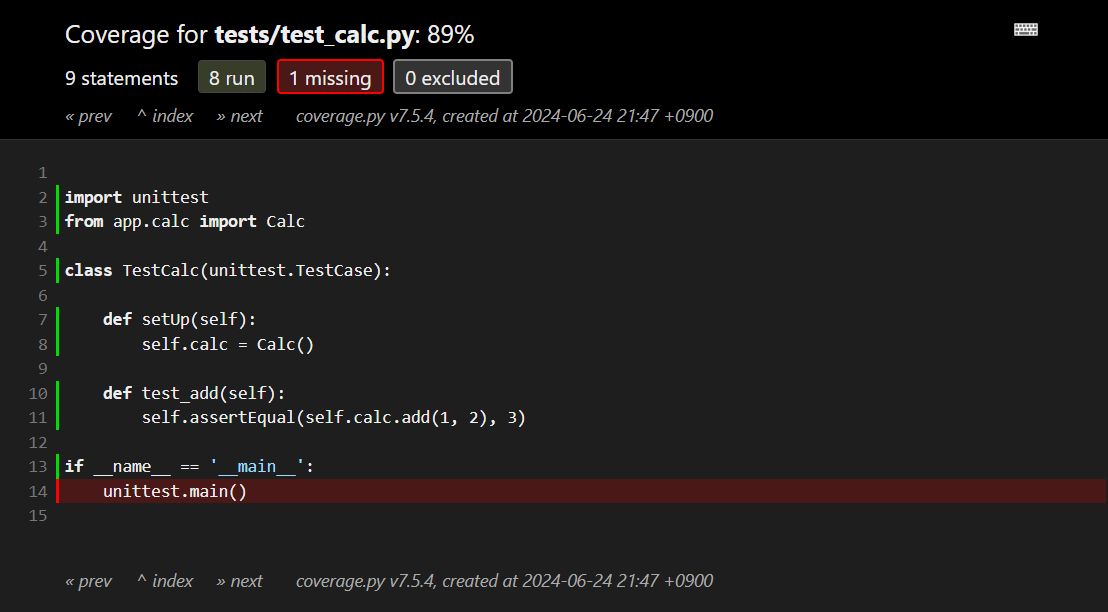 Coverage for tests/test_calc.py: 89%
9 statements 8 run 1 missing 0 excluded
« prev ^ index » next coverage.py v7.5.4, created at 2024-06-24 21:47 +0900
1
2 import unittest
3 from app.calc import Calc
4
5 class TestCalc(unittest.TestCase):
6
7     def setUp(self):
8         self.calc = Calc()
9
10     def test_add(self):
11         self.assertEqual(self.calc.add(1, 2), 3)
12
13 if __name__ == '__main__':
14     unittest.main()
15
« prev ^ index » next coverage.py v7.5.4, created at 2024-06-24 21:47 +0900